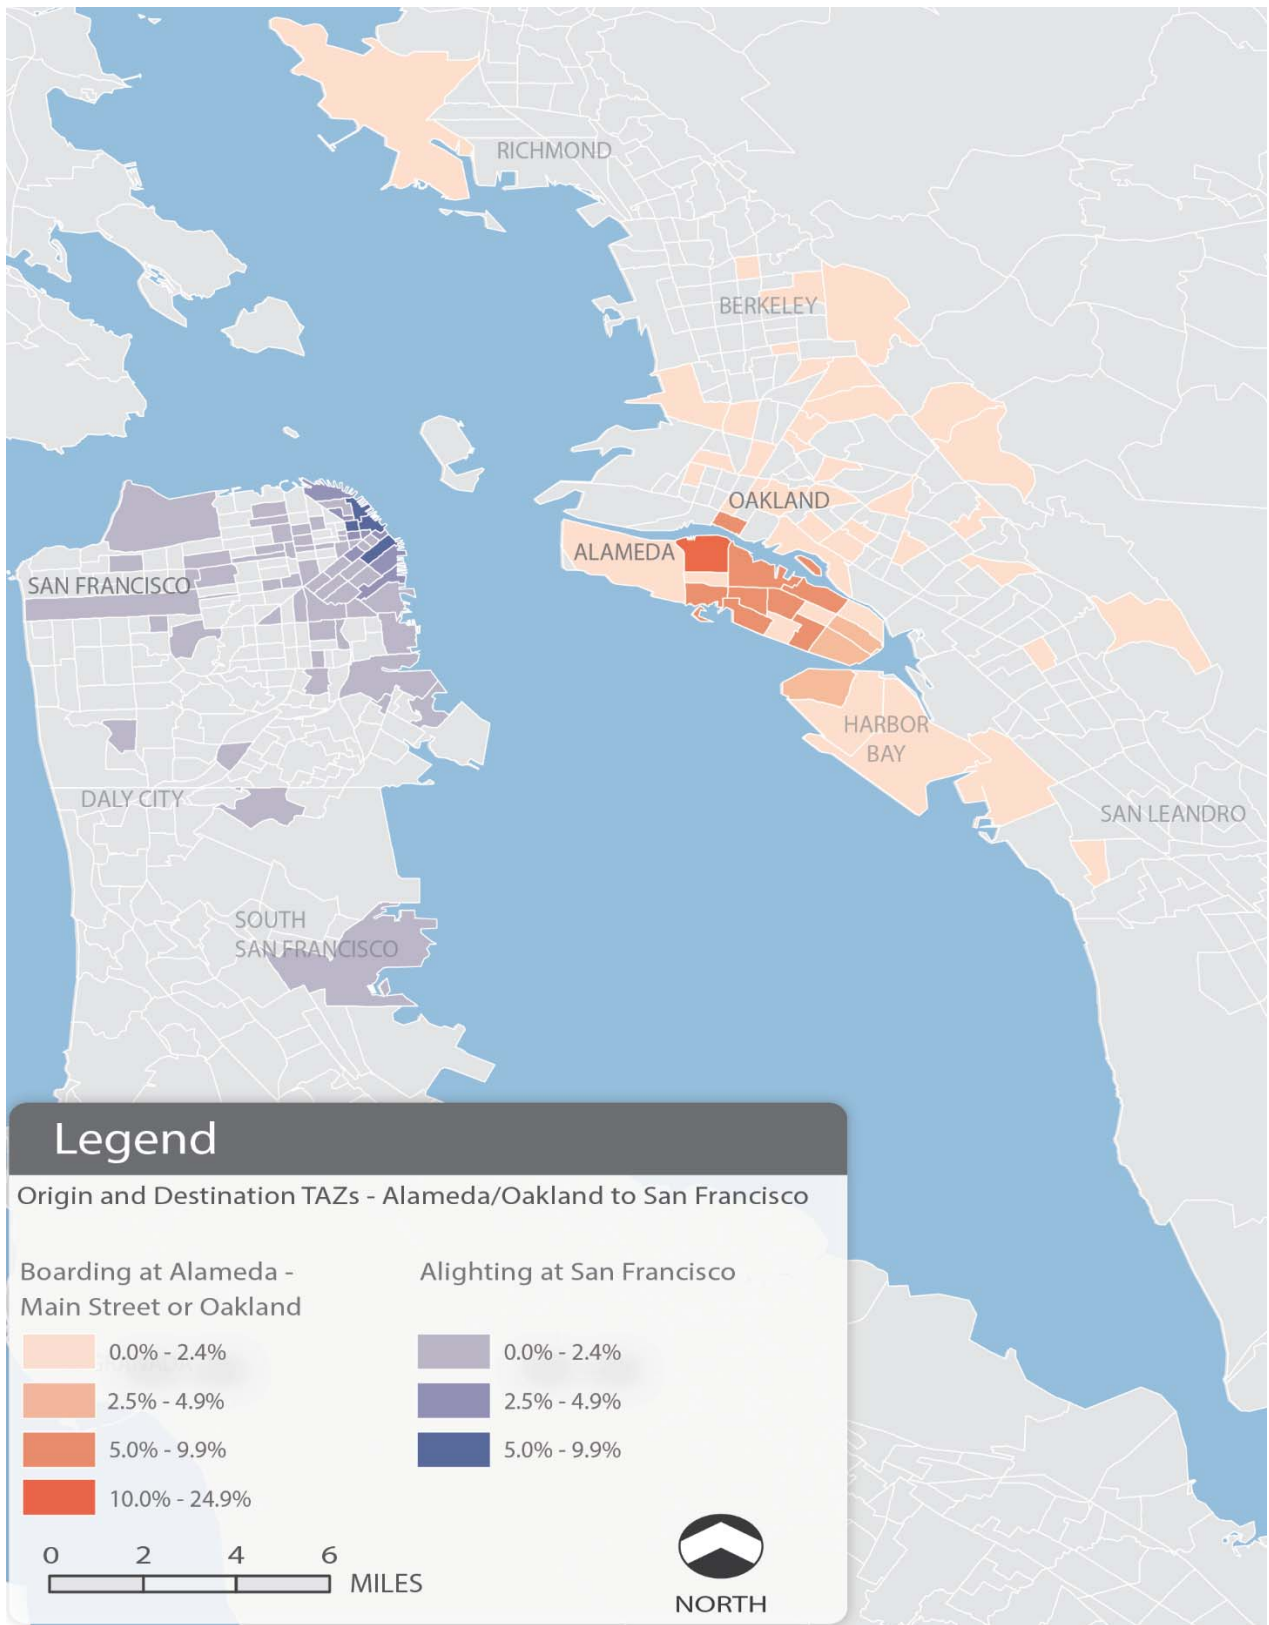 RICHMOND
BERKELEY
OAKLAND
ALAMEDA
SAN FRANCISCO
HARBOR
BAY
DALY CITY
SAN LEANDRO
SOUTH
SAN FRANCISCO
Legend
Origin and Destination TAZs - Alameda/Oakland to San Francisco
Boarding at Alameda -
Main Street or Oakland
0.0% - 2.4%
2.5% - 4.9%
5.0% - 9.9%
10.0% - 24.9%
Alighting at San Francisco
0.0% - 2.4%
2.5% - 4.9%
5.0% - 9.9%
0 2 4 6
MILES
NORTH